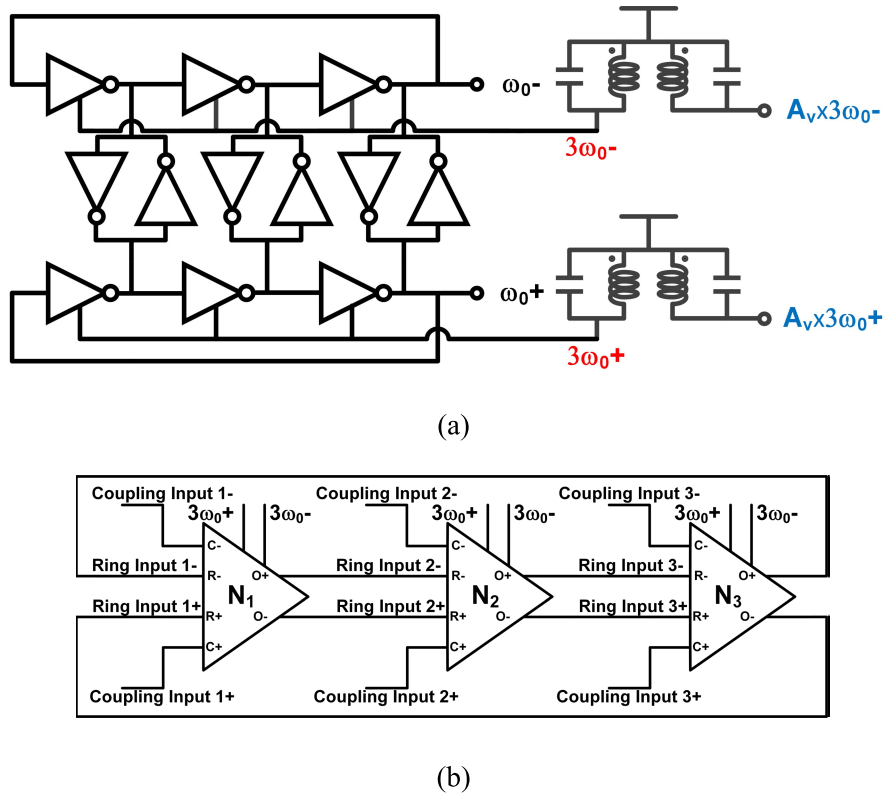 ω₀-
3ω₀-
Aᵥx3ω₀-
ω₀+
3ω₀+
Aᵥx3ω₀+
(a)
Coupling Input 1- Coupling Input 2- Coupling Input 3-
3ω₀+ 3ω₀- 3ω₀+ 3ω₀- 3ω₀+ 3ω₀-
C- C- C-
Ring Input 1- R- O+ Ring Input 2- R- O+ Ring Input 3- R- O+
N₁ N₂ N₃
Ring Input 1+ R+ O- Ring Input 2+ R+ O- Ring Input 3+ R+ O-
C+ C+ C+
Coupling Input 1+ Coupling Input 2+ Coupling Input 3+
(b)